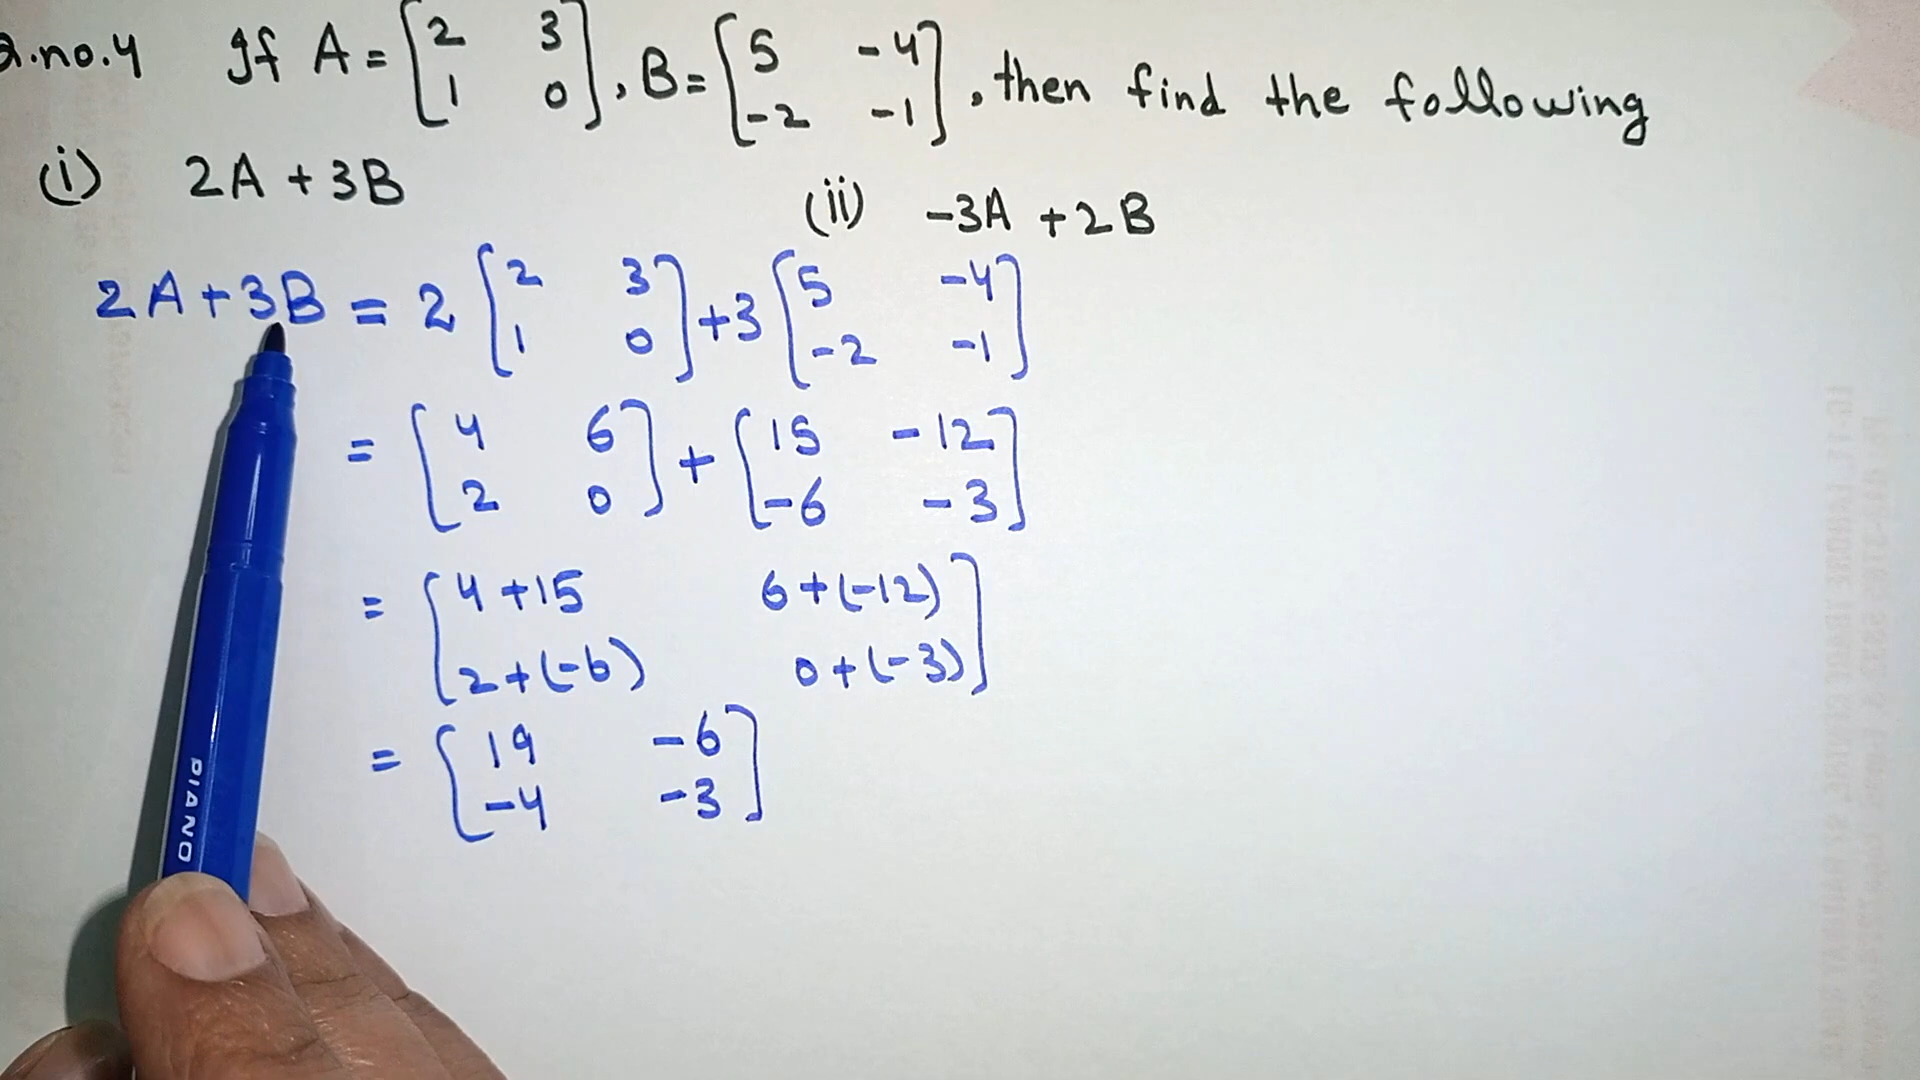 Q.no.4 If A = [2 3 1 0], B = [5 -4 -2 -1], then find the following
(i) 2A + 3B (ii) -3A + 2B
2A + 3B = 2 [2 3 1 0] + 3 [5 -4 -2 -1]
= [4 6 2 0] + [15 -12 -6 -3]
= [4 + 15 6 + (-12) 2 + (-6) 0 + (-3)]
= [19 -6 -4 -3]
PIANO